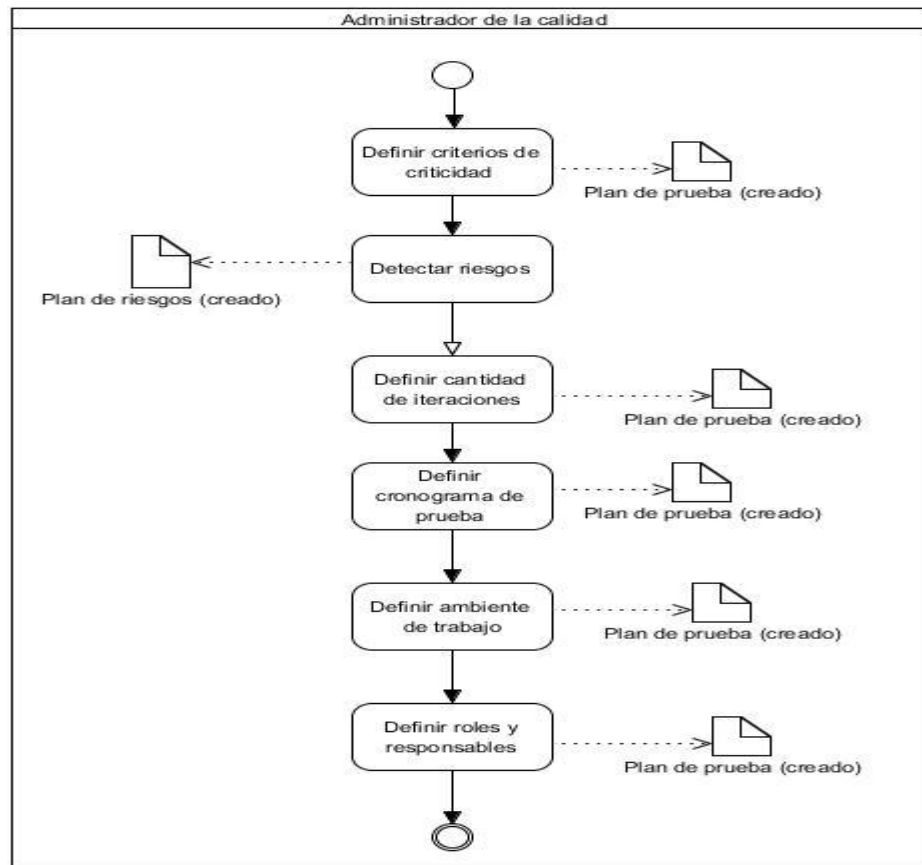 Administrador de la calidad
Definir criterios de
criticidad
Plan de prueba (creado)
Detectar riesgos
Plan de riesgos (creado)
Definir cantidad
de iteraciones
Plan de prueba (creado)
Definir
cronograma de
prueba
Plan de prueba (creado)
Definir ambiente
de trabajo
Plan de prueba (creado)
Definir roles y
responsables
Plan de prueba (creado)